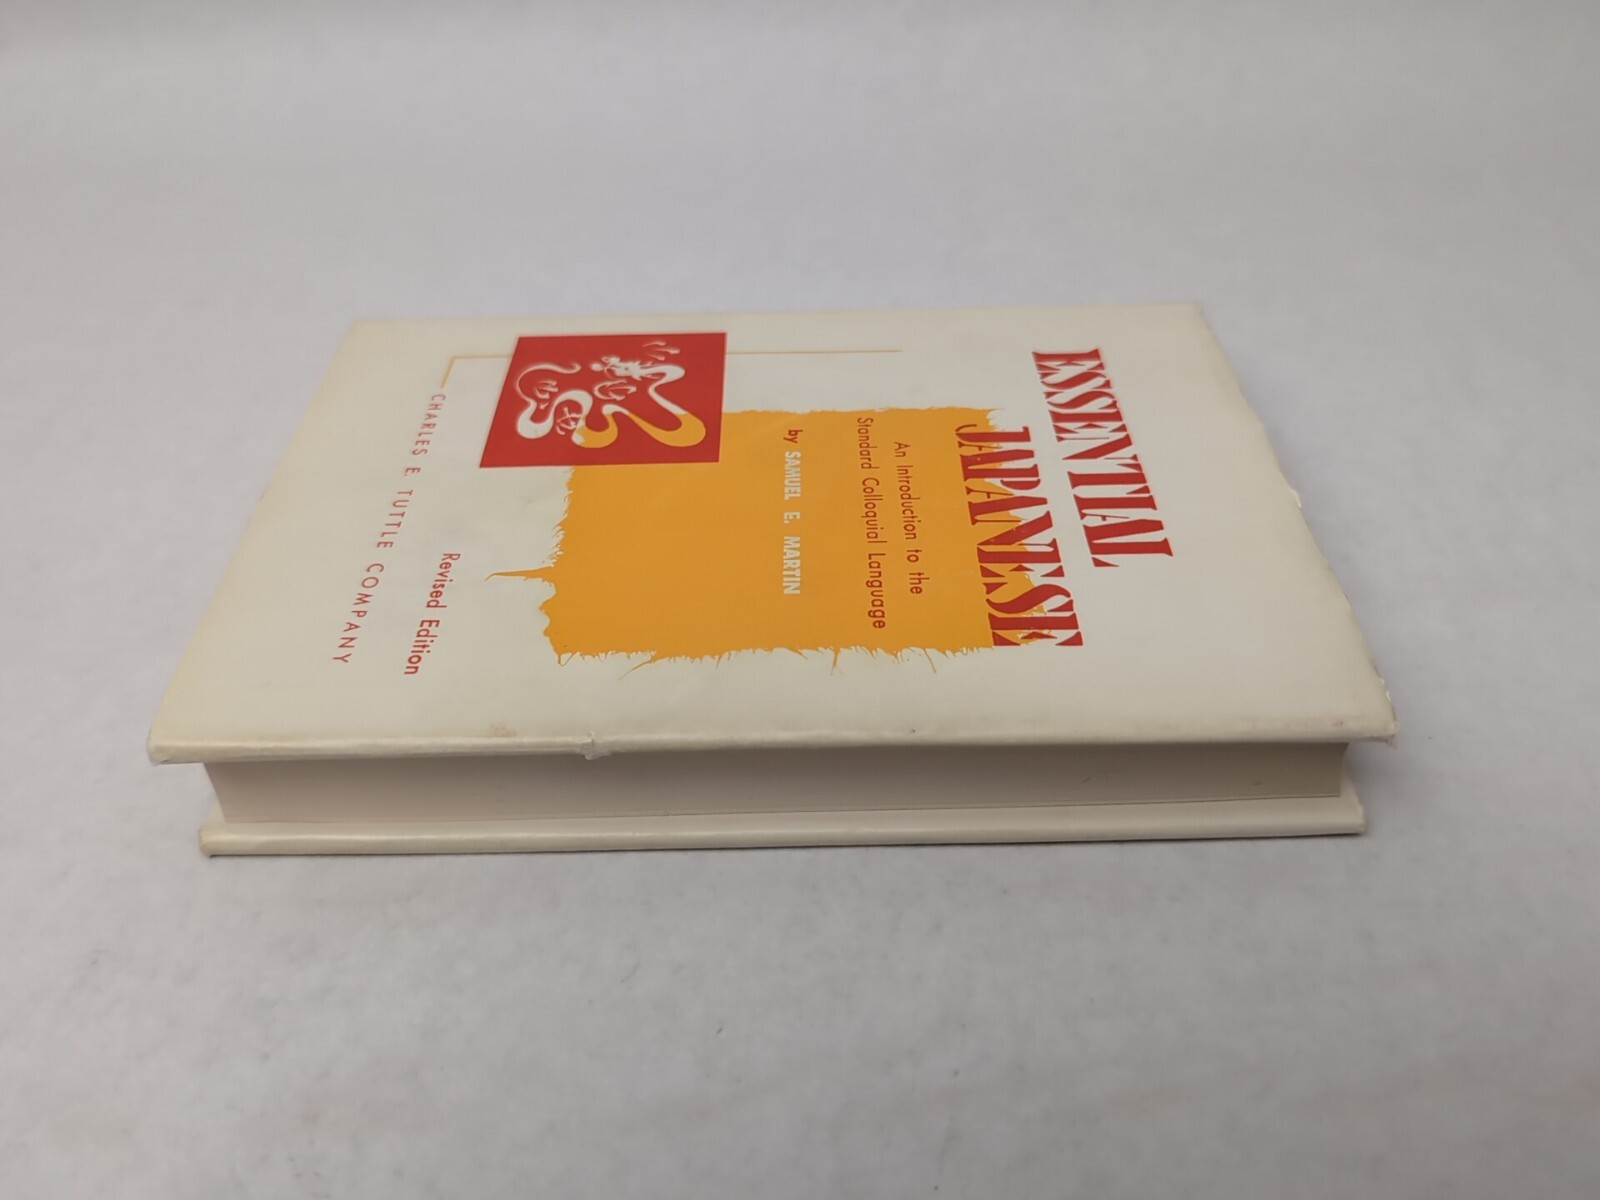 ESSENTIAL
JAPANESE
An Introduction to the
Standard Colloquial Language
by SAMUEL E. MARTIN
Revised Edition
CHARLES E. TUTTLE COMPANY